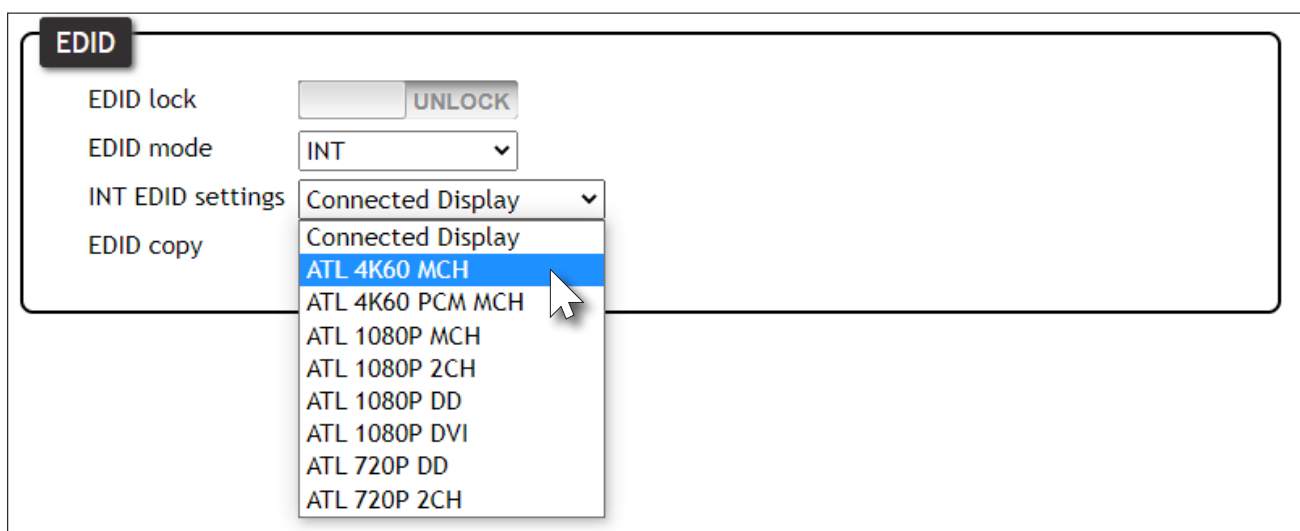 EDID
EDID lock UNLOCK
EDID mode INT
INT EDID settings Connected Display
EDID copy
Connected Display
ATL 4K60 MCH
ATL 4K60 PCM MCH
ATL 1080P MCH
ATL 1080P 2CH
ATL 1080P DD
ATL 1080P DVI
ATL 720P DD
ATL 720P 2CH